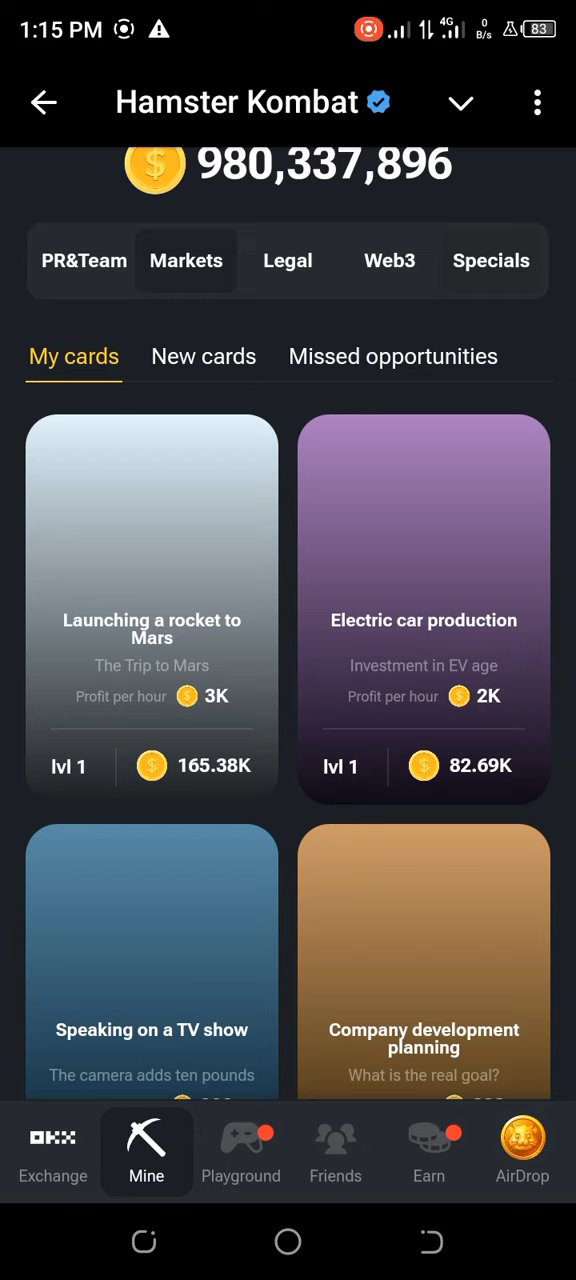 1:15 PM 4G 0 B/s 83
Hamster Kombat
980,337,896
PR&Team Markets Legal Web3 Specials
My cards New cards Missed opportunities
Launching a rocket to
Mars
The Trip to Mars
Profit per hour 3K
lvl 1 165.38K
Electric car production
Investment in EV age
Profit per hour 2K
lvl 1 82.69K
Speaking on a TV show
The camera adds ten pounds
Company development
planning
What is the real goal?
OKX
Exchange Mine Playground Friends Earn AirDrop